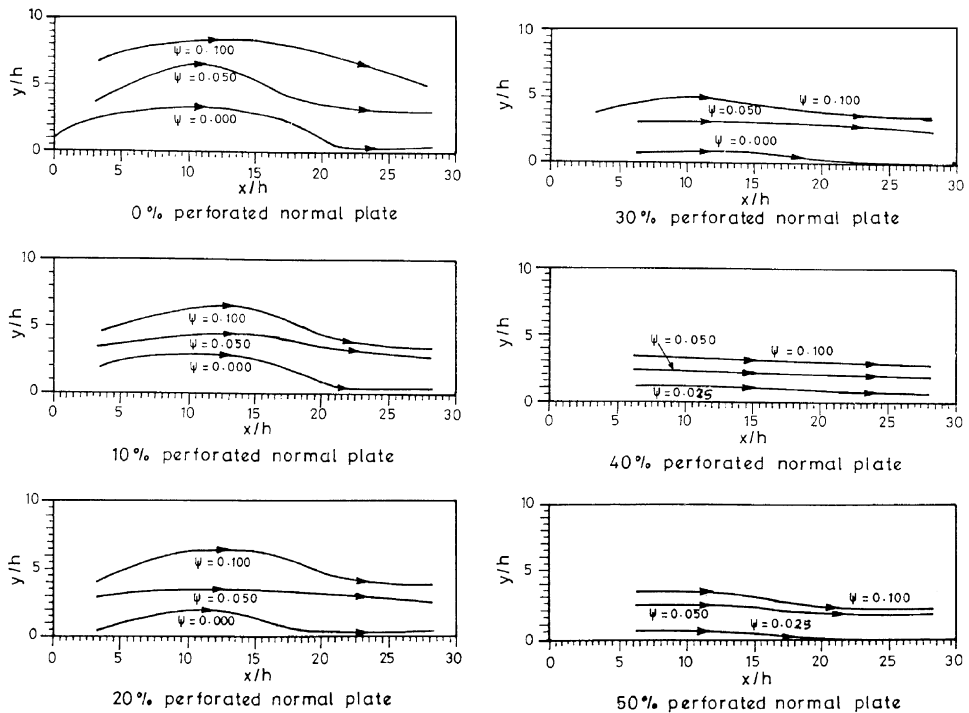 10
y/h
5
0
ψ = 0.100
ψ = 0.050
ψ = 0.000
0 5 10 15 20 25 30
x/h
0% perforated normal plate
10
y/h
5
0
ψ = 0.100
ψ = 0.050
ψ = 0.000
0 5 10 15 20 25 30
x/h
10% perforated normal plate
10
y/h
5
0
ψ = 0.100
ψ = 0.050
ψ = 0.000
0 5 10 15 20 25 30
x/h
20% perforated normal plate
10
y/h
5
0
ψ = 0.050
ψ = 0.100
ψ = 0.000
0 5 10 15 20 25 30
x/h
30% perforated normal plate
10
y/h
5
0
ψ = 0.050
ψ = 0.100
ψ = 0.025
0 5 10 15 20 25 30
x/h
40% perforated normal plate
10
y/h
5
0
ψ = 0.100
ψ = 0.050
ψ = 0.025
0 5 10 15 20 25 30
x/h
50% perforated normal plate